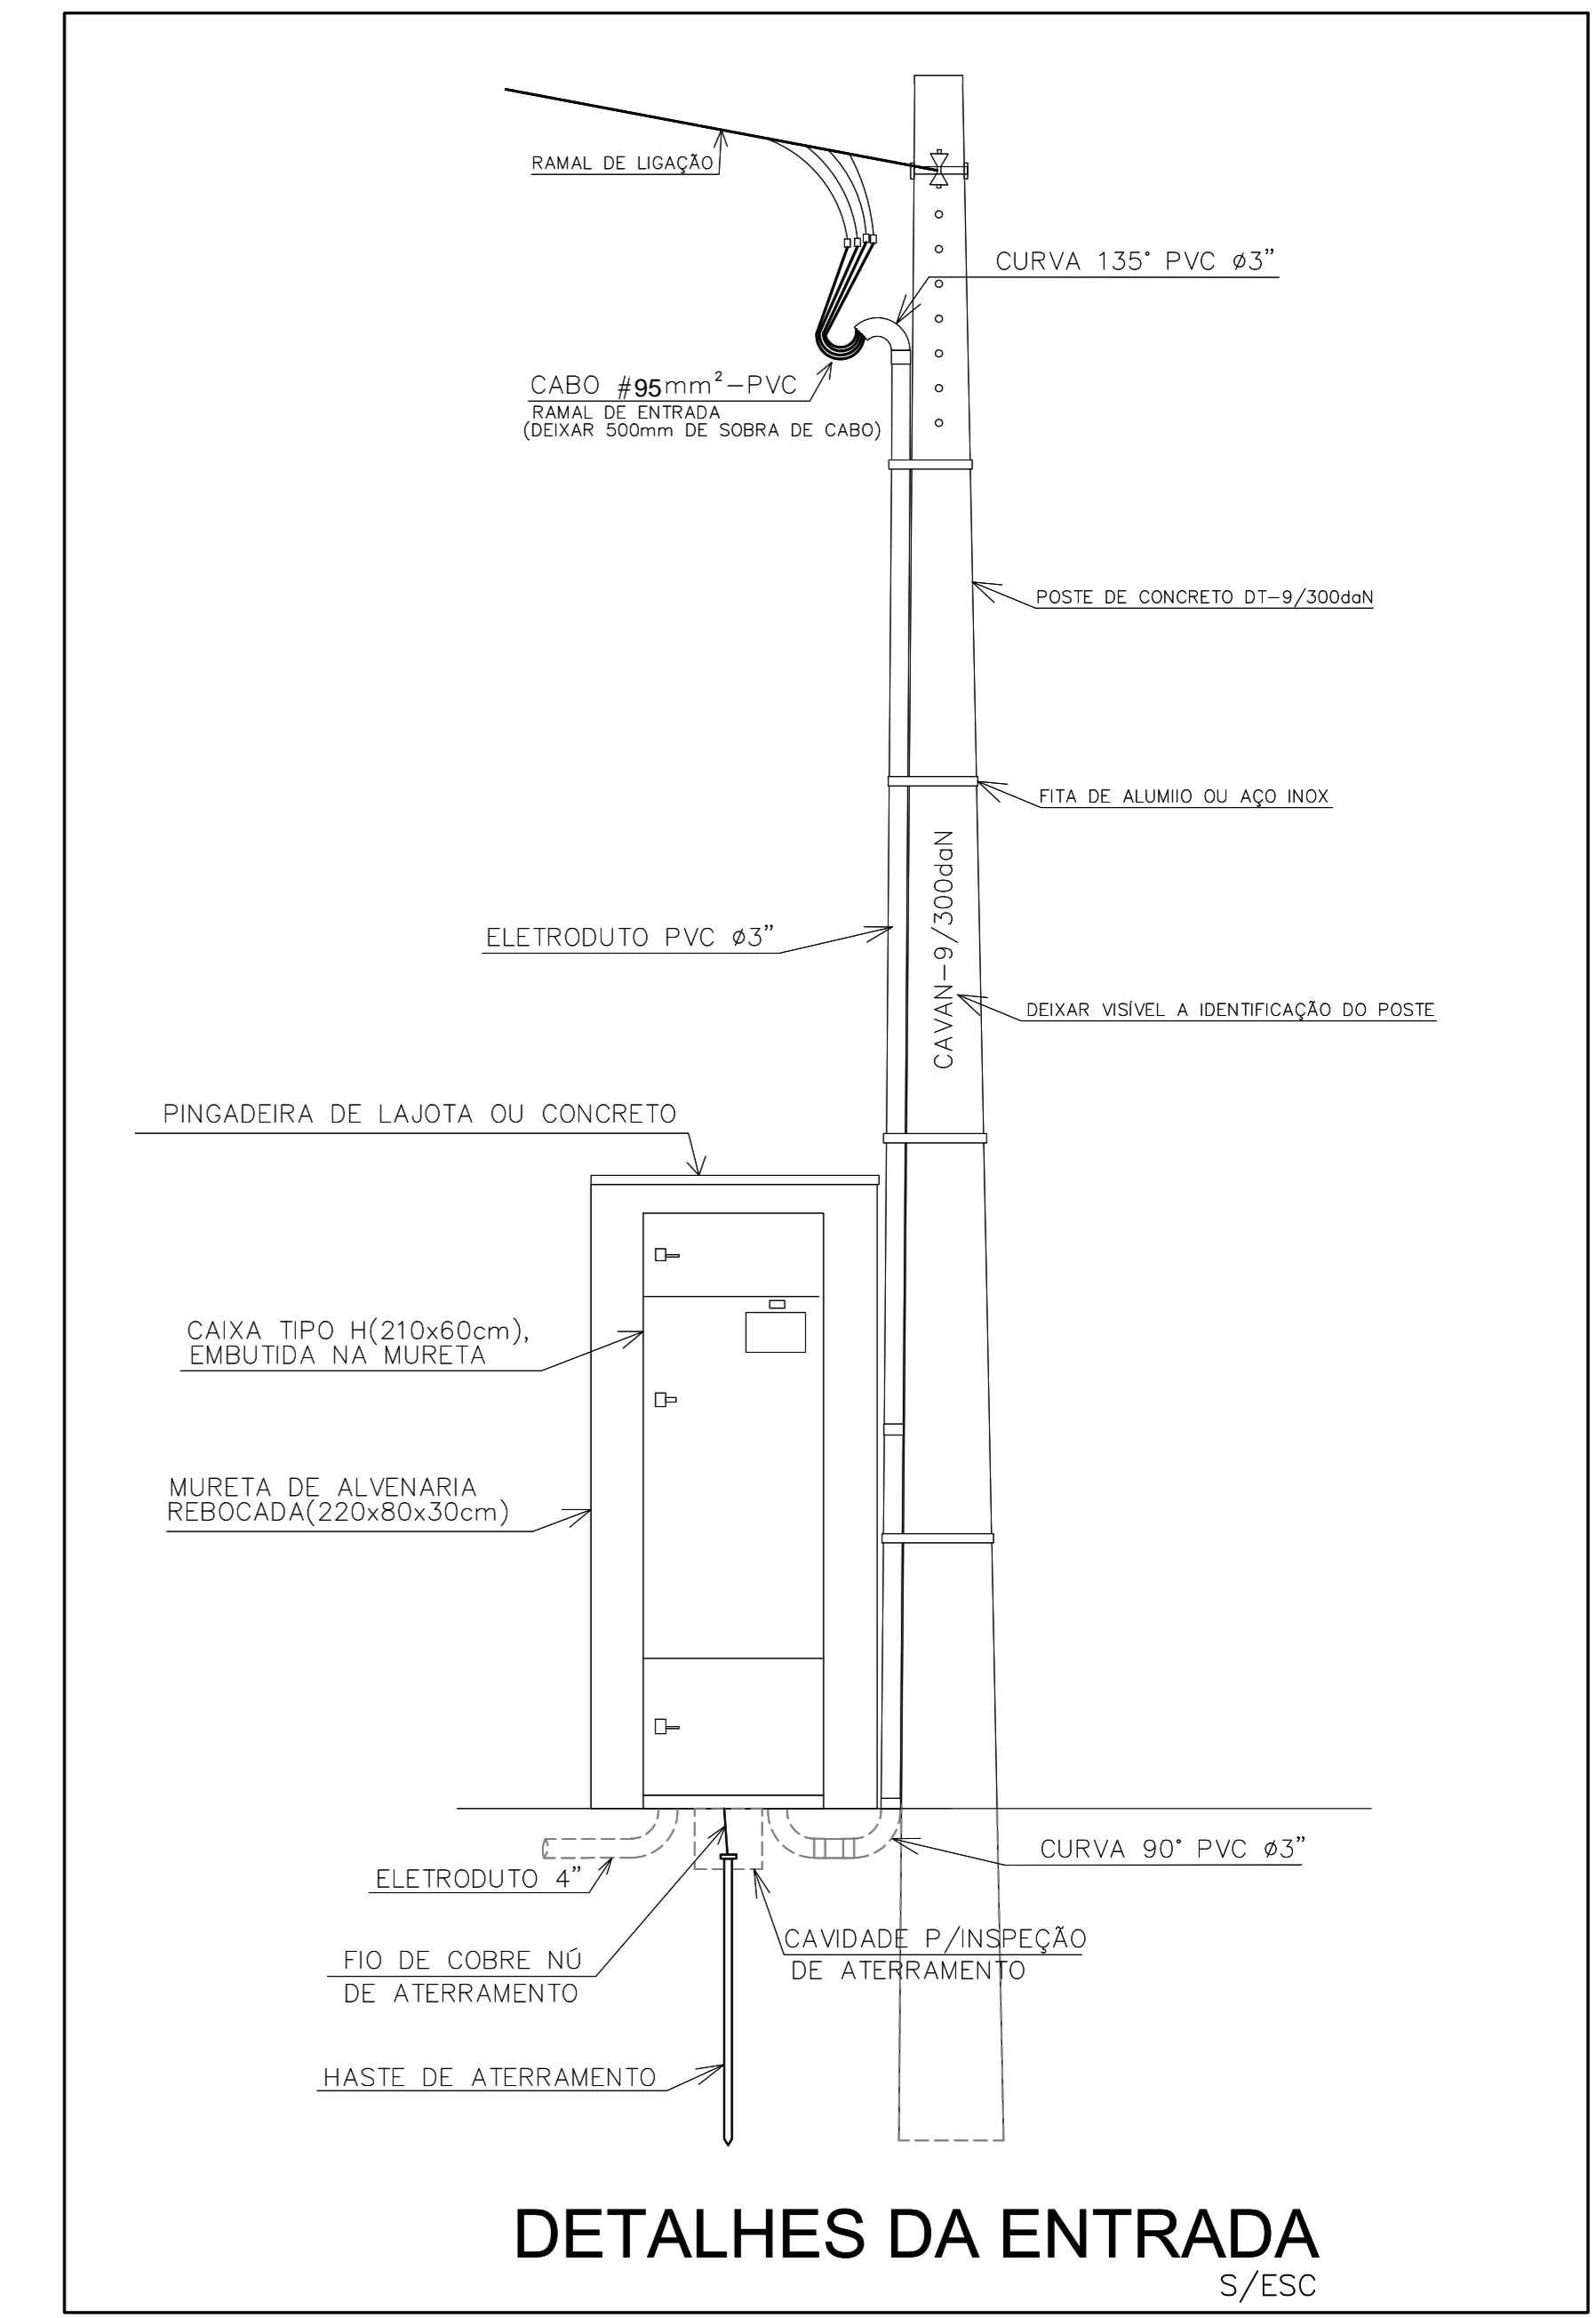 RAMAL DE LIGAÇÃO
CURVA 135° PVC ø3"
CABO #95mm²-PVC
RAMAL DE ENTRADA
(DEIXAR 500mm DE SOBRA DE CABO)
POSTE DE CONCRETO DT-9/300daN
FITA DE ALUMIIO OU AÇO INOX
CAVAN-9/300daN
ELETRODUTO PVC ø3"
DEIXAR VISÍVEL A IDENTIFICAÇÃO DO POSTE
PINGADEIRA DE LAJOTA OU CONCRETO
CAIXA TIPO H(210x60cm),
EMBUTIDA NA MURETA
MURETA DE ALVENARIA
REBOCADA(220x80x30cm)
CURVA 90° PVC ø3"
ELETRODUTO 4"
CAVIDADE P/INSPEÇÃO
DE ATERRAMENTO
FIO DE COBRE NÚ
DE ATERRAMENTO
HASTE DE ATERRAMENTO
DETALHES DA ENTRADA
S/ESC